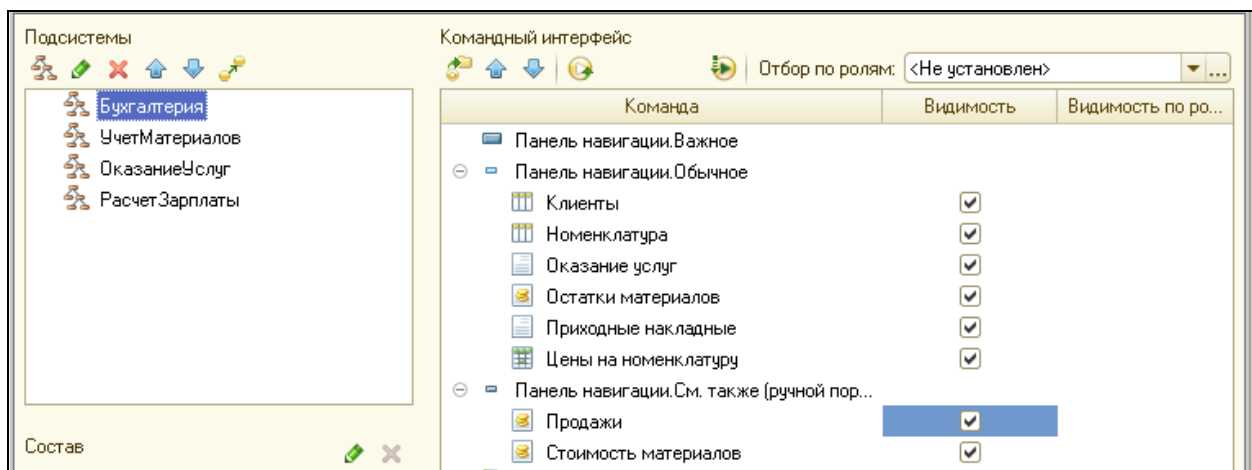 Подсистемы
Командный интерфейс
Отбор по ролям: <Не установлен>
Бухгалтерия
УчетМатериалов
ОказаниеУслуг
РасчетЗарплаты
Команда Видимость Видимость по ро...
Панель навигации.Важное
Панель навигации.Обычное
Клиенты
Номенклатура
Оказание услуг
Остатки материалов
Приходные накладные
Цены на номенклатуру
Панель навигации.См. также (ручной пор...
Продажи
Стоимость материалов
Состав